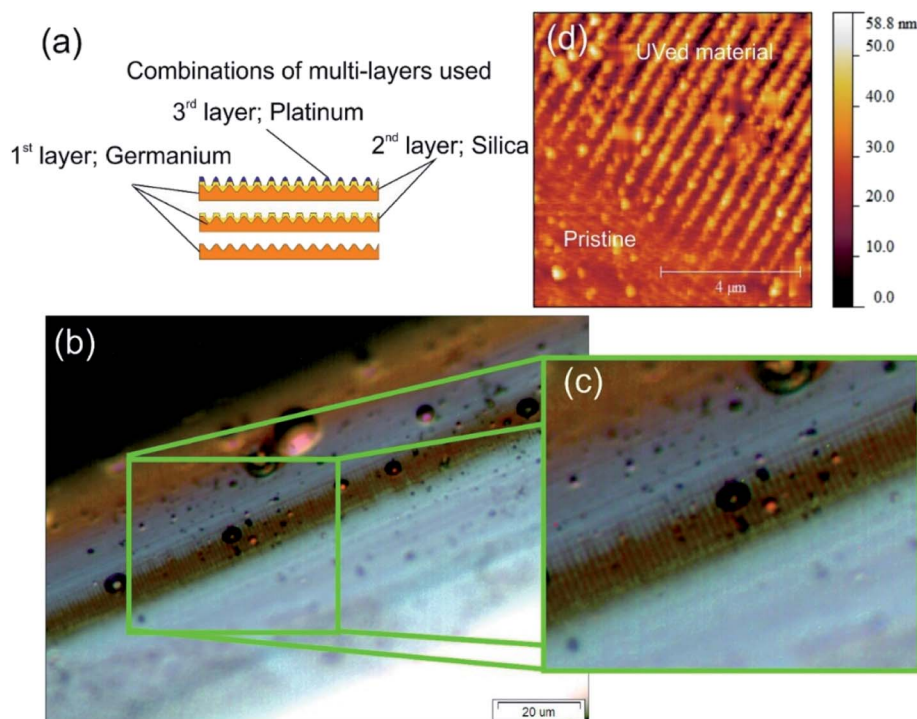 (a)
Combinations of multi-layers used
3rd layer; Platinum
1st layer; Germanium
2nd layer; Silica
(d)
UVed material
Pristine
4 μm
58.8 nm
50.0
40.0
30.0
20.0
10.0
0.0
(b)
(c)
20 um